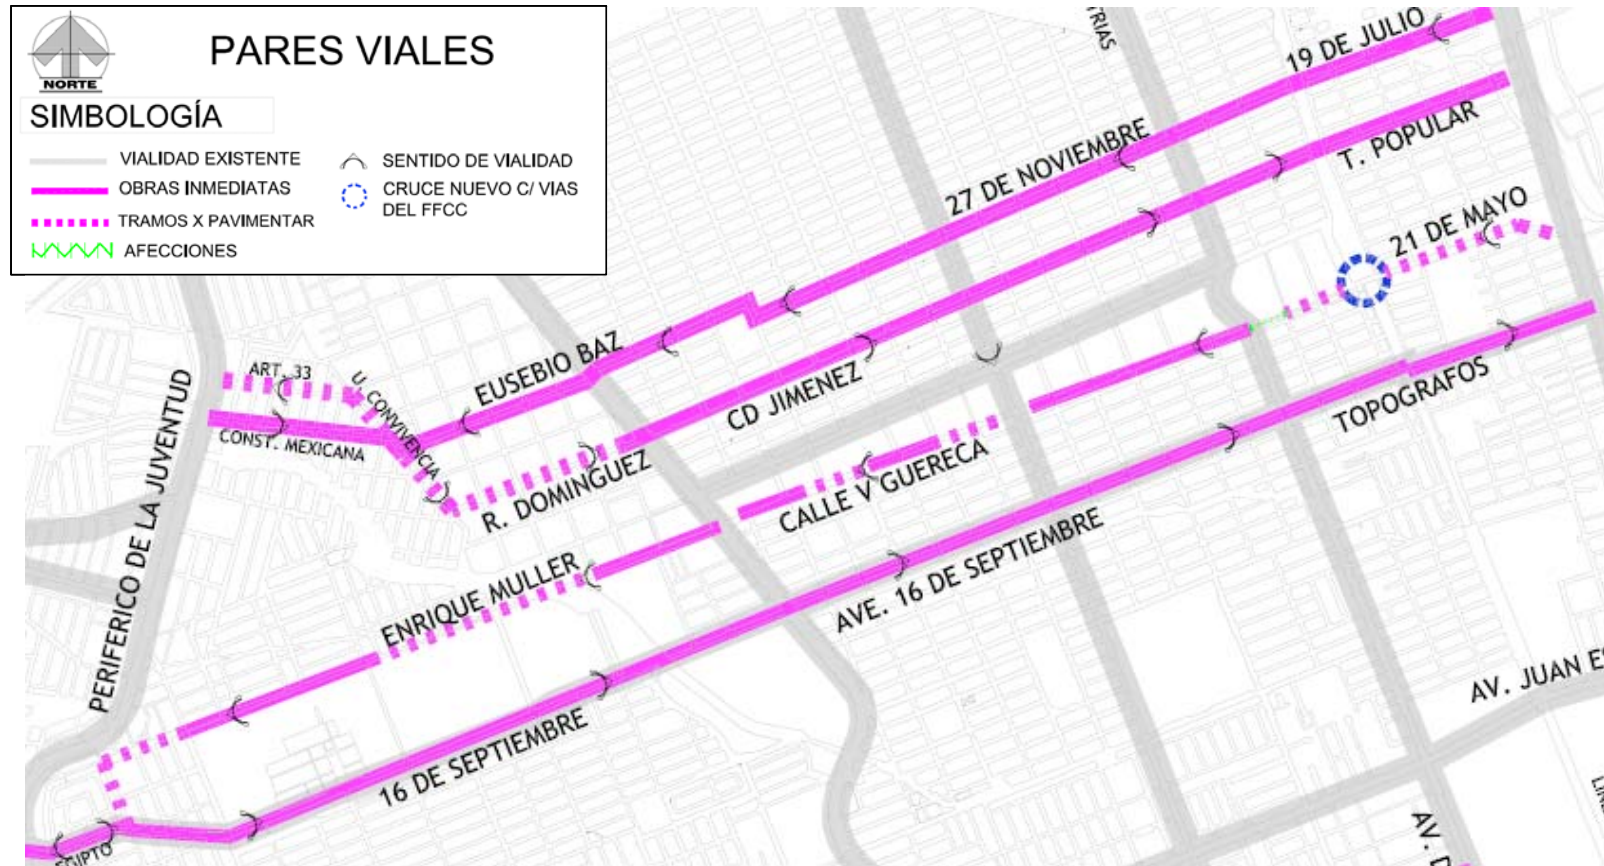 PARES VIALES
NORTE
SIMBOLOGÍA
VIALIDAD EXISTENTE
OBRAS INMEDIATAS
TRAMOS X PAVIMENTAR
AFECCIONES
SENTIDO DE VIALIDAD
CRUCE NUEVO C/ VIAS
DEL FFCC
19 DE JULIO
27 DE NOVIEMBRE
T. POPULAR
21 DE MAYO
EUSEBIO BAZ
ART. 33
U. CONVIVENCIA
CONST. MEXICANA
CD JIMENEZ
R. DOMINGUEZ
TOPOGRAFOS
CALLE V GUERECA
PERIFERICO DE LA JUVENTUD
ENRIQUE MULLER
AVE. 16 DE SEPTIEMBRE
16 DE SEPTIEMBRE
AV. JUAN
EGIPTO
AV.